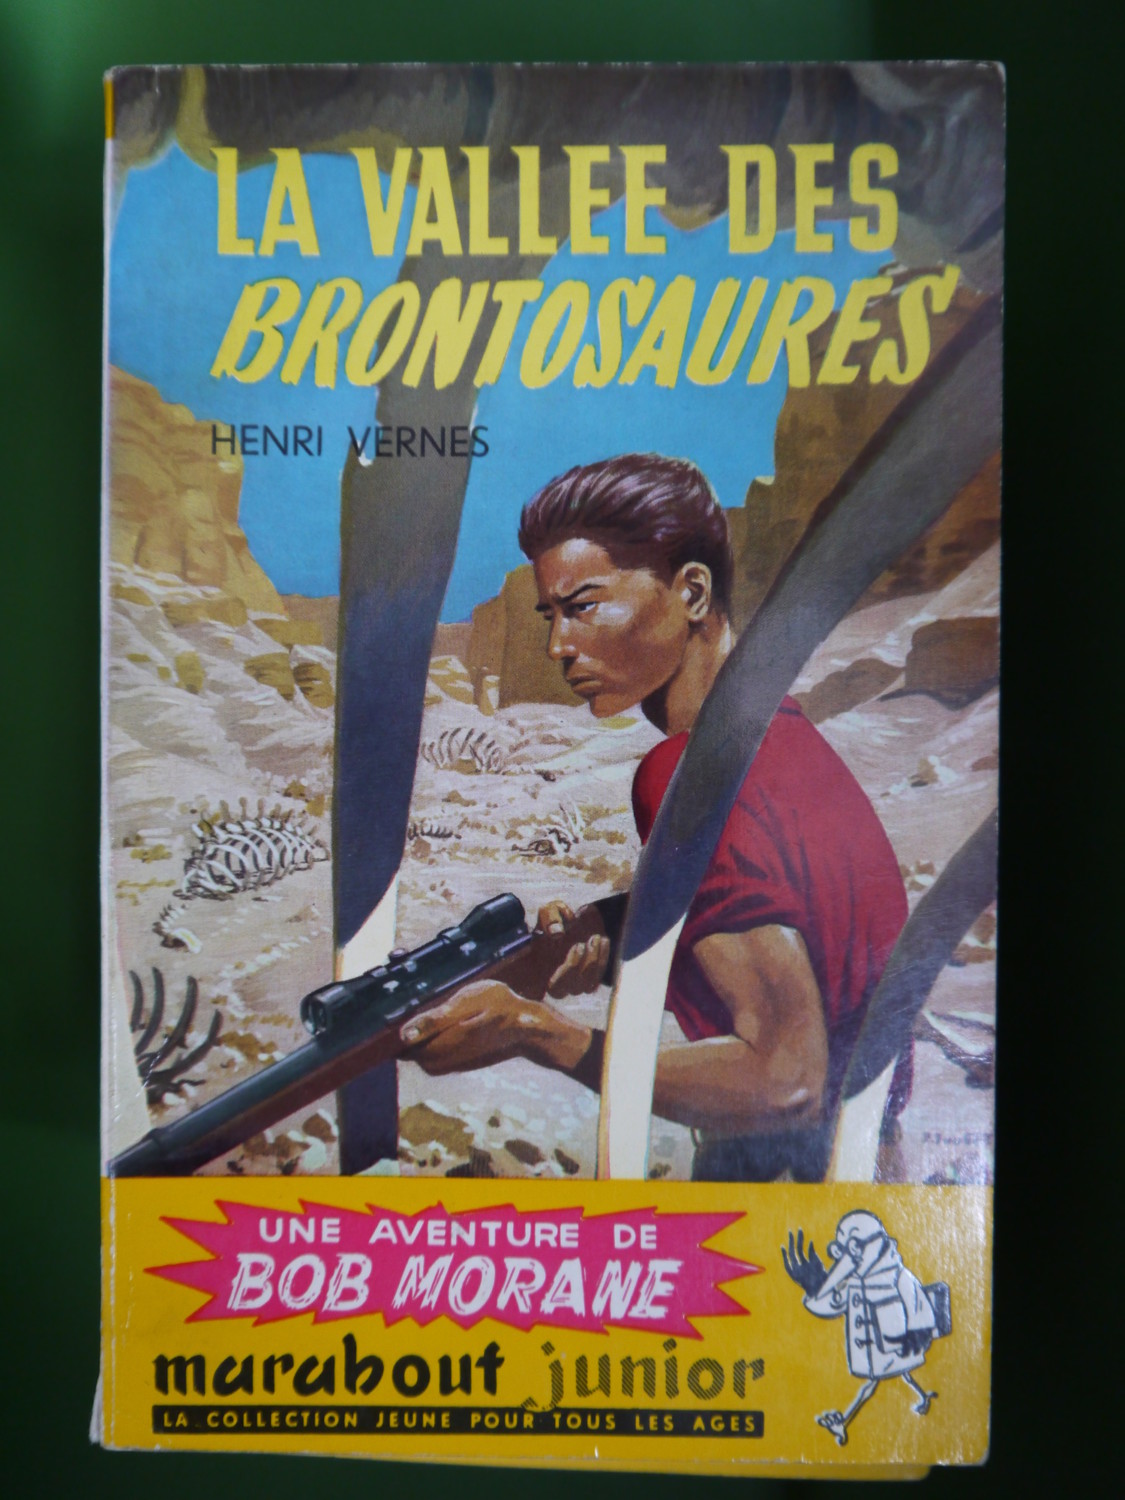 LA VALLEE DES
BRONTOSAURES
HENRI VERNES
UNE AVENTURE DE
BOB MORANE
marabout junior
LA COLLECTION JEUNE POUR TOUS LES AGES